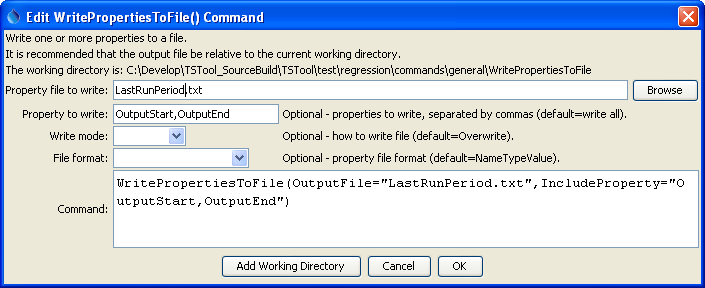 Edit WritePropertiesToFile() Command
Write one or more properties to a file.
It is recommended that the output file be relative to the current working directory.
The working directory is: C:\Develop\TSTool_SourceBuild\TSTool\test\regression\commands\general\WritePropertiesToFile
Property file to write: LastRunPeriod.txt Browse
Property to write: OutputStart,OutputEnd Optional - properties to write, separated by commas (default=write all).
Write mode: Optional - how to write file (default=Overwrite).
File format: Optional - property file format (default=NameTypeValue).
Command: WritePropertiesToFile(OutputFile="LastRunPeriod.txt",IncludeProperty="O
utputStart,OutputEnd")
Add Working Directory Cancel OK